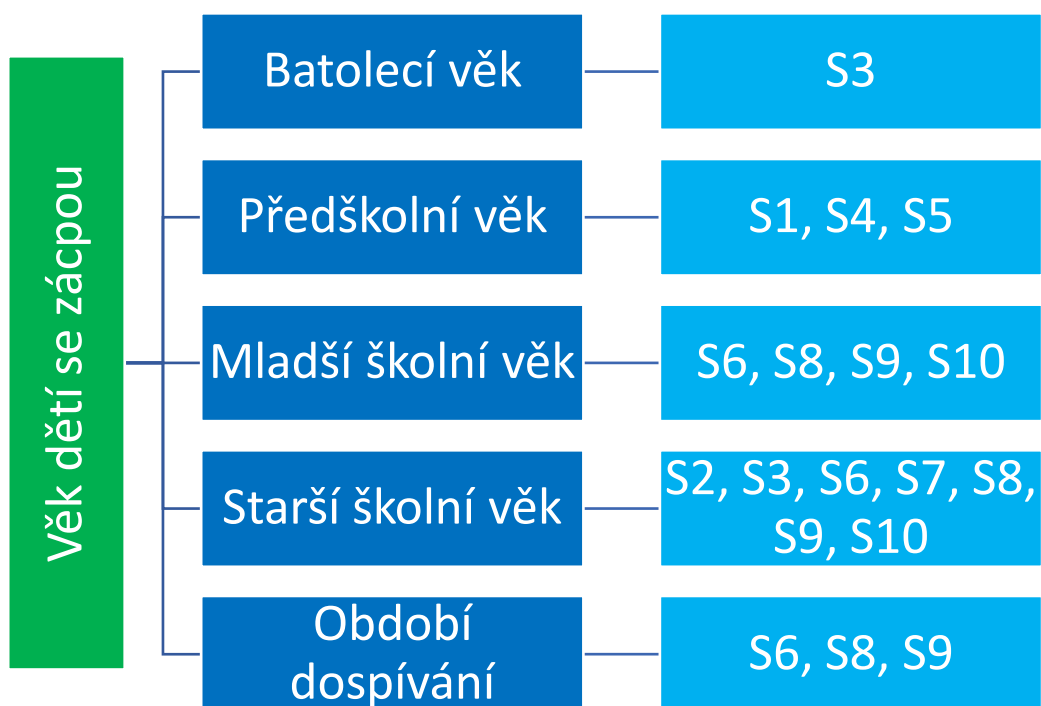 Věk dětí se zácpou
Batolecí věk
S3
Předškolní věk
S1, S4, S5
Mladší školní věk
S6, S8, S9, S10
Starší školní věk
S2, S3, S6, S7, S8,
S9, S10
Období
dospívání
S6, S8, S9